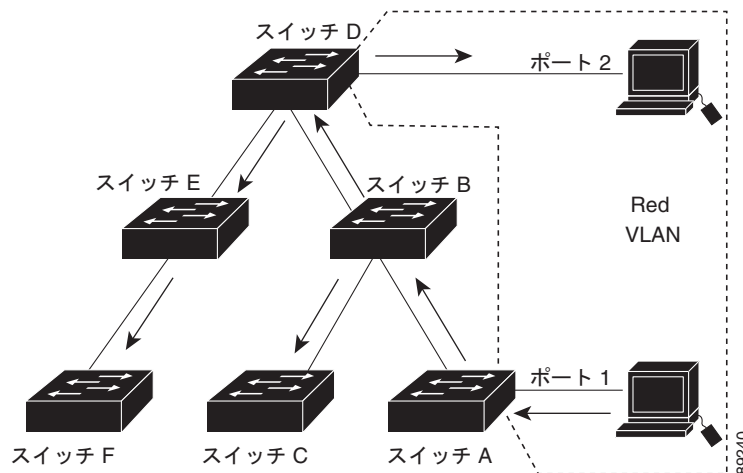 スイッチ D
ポート 2
スイッチ E
スイッチ B
Red
VLAN
ポート 1
スイッチ F
スイッチ C
スイッチ A
89240